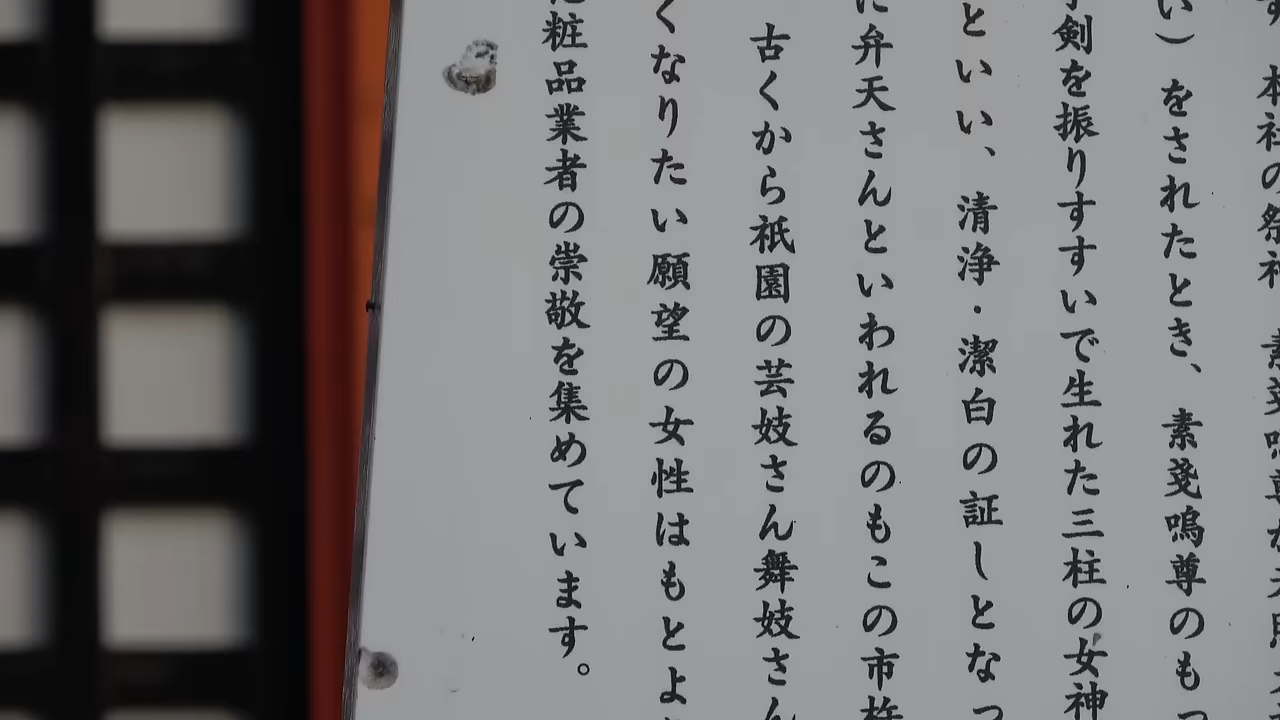 本社の祭神
い）をされたとき、素戔嗚尊のもつ
剣を振りすすいで生れた三柱の女神
といい、清浄・潔白の証しとなっ
に弁天さんといわれるのもこの市杵
古くから祇園の芸妓さん舞妓さん
くなりたい願望の女性はもとよ
化粧品業者の崇敬を集めています。